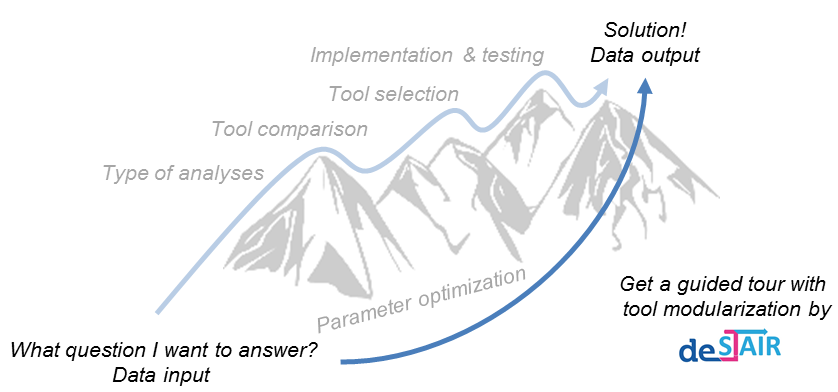 Solution!
Data output
Implementation & testing
Tool selection
Tool comparison
Type of analyses
Parameter optimization
Get a guided tour with
tool modularization by
deSTAIR
What question I want to answer?
Data input